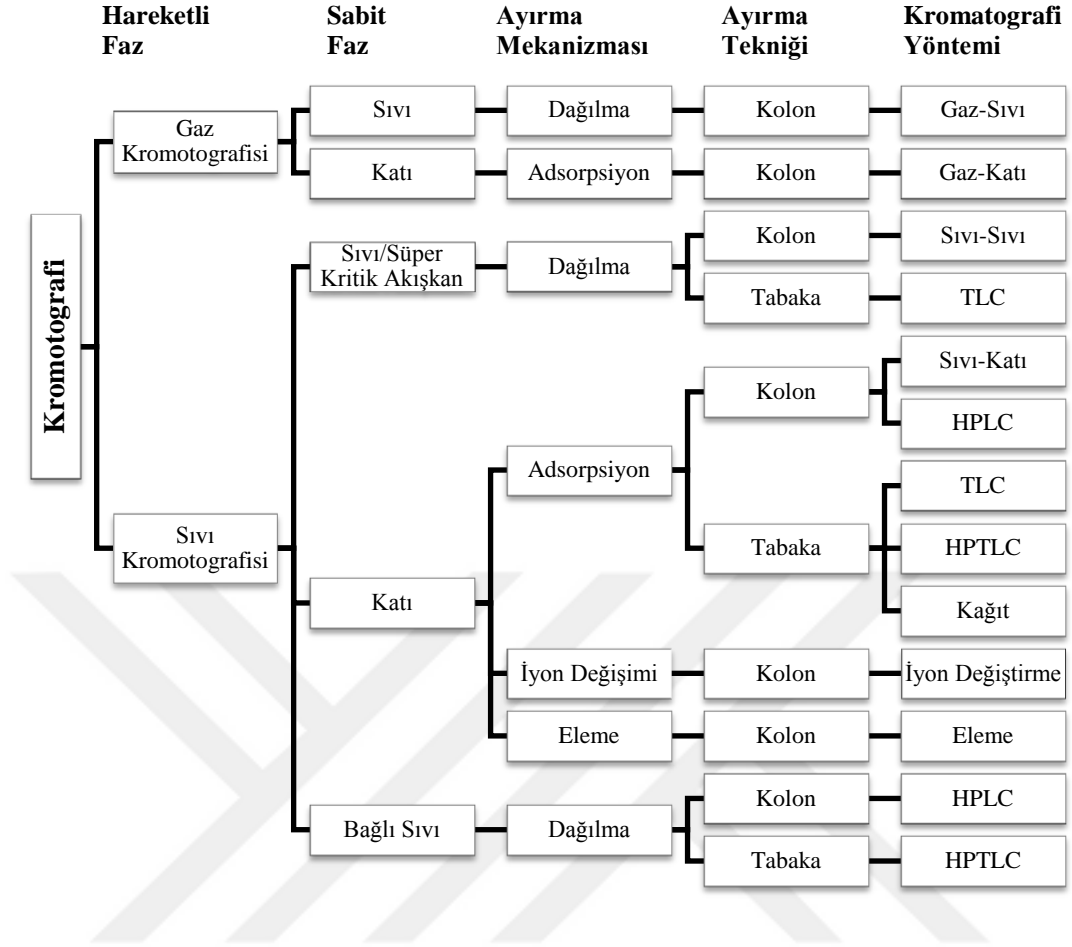 Hareketli
Faz
Sabit
Faz
Ayırma
Mekanizması
Ayırma
Tekniği
Kromatografi
Yöntemi
Kromotografi
Gaz
Kromotografisi
Sıvı
Dağılma
Kolon
Gaz-Sıvı
Katı
Adsorpsiyon
Kolon
Gaz-Katı
Sıvı
Kromotografisi
Sıvı/Süper
Kritik Akışkan
Dağılma
Kolon
Sıvı-Sıvı
Tabaka
TLC
Katı
Adsorpsiyon
Kolon
Sıvı-Katı
HPLC
Tabaka
TLC
HPTLC
Kağıt
İyon Değişimi
Kolon
İyon Değiştirme
Eleme
Kolon
Eleme
Bağlı Sıvı
Dağılma
Kolon
HPLC
Tabaka
HPTLC